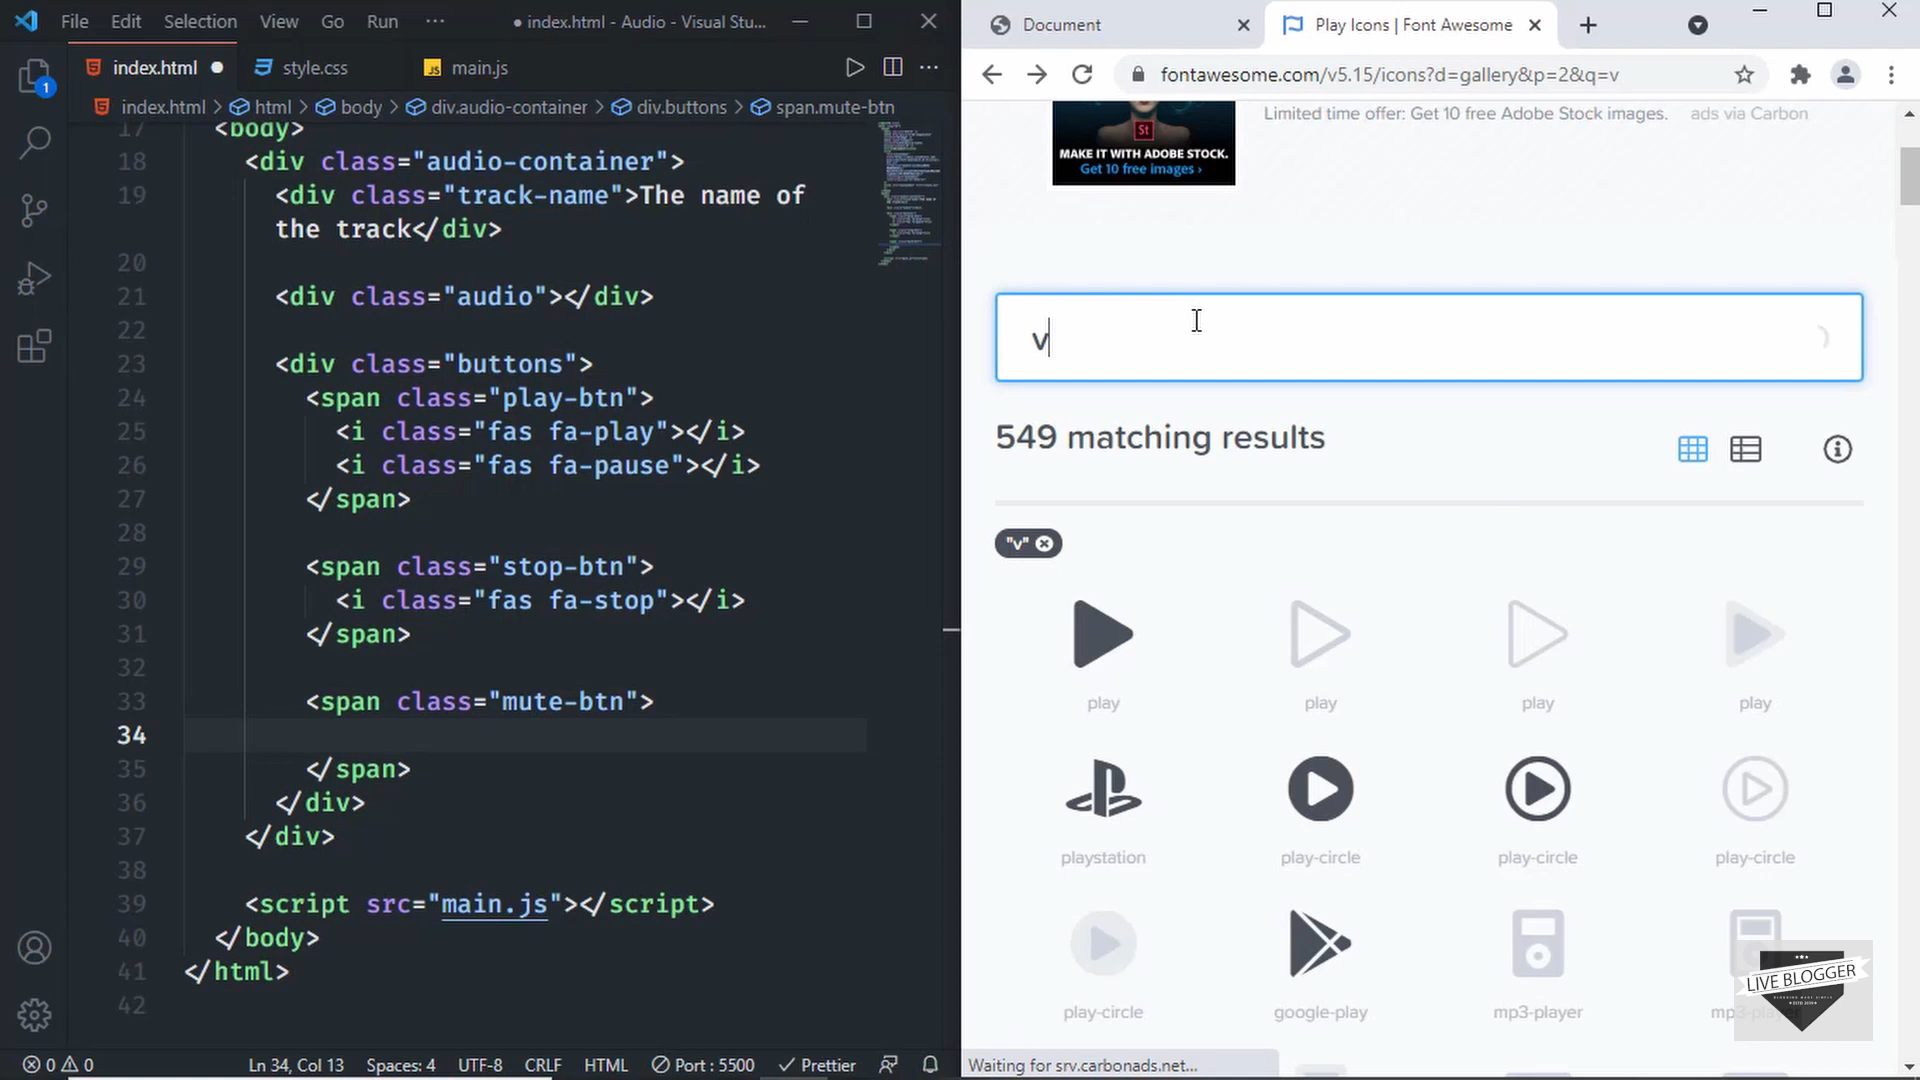 File Edit Selection View Go Run ··· ● index.html - Audio - Visual Stu...
index.html ● style.css main.js
index.html > html > body > div.audio-container > div.buttons > span.mute-btn
1
17 <body>
18 <div class="audio-container">
19 <div class="track-name">The name of
the track</div>
20
21 <div class="audio"></div>
22
23 <div class="buttons">
24 <span class="play-btn">
25 <i class="fas fa-play"></i>
26 <i class="fas fa-pause"></i>
27 </span>
28
29 <span class="stop-btn">
30 <i class="fas fa-stop"></i>
31 </span>
32
33 <span class="mute-btn">
34
35 </span>
36 </div>
37 </div>
38
39 <script src="main.js"></script>
40 </body>
41 </html>
42
0 0 Ln 34, Col 13 Spaces: 4 UTF-8 CRLF HTML Port : 5500 Prettier
Document Play Icons | Font Awesome
fontawesome.com/v5.15/icons?d=gallery&p=2&q=v
St
MAKE IT WITH ADOBE STOCK.
Get 10 free images ›
Limited time offer: Get 10 free Adobe Stock images. ads via Carbon
v
549 matching results
"v"
play play play play
playstation play-circle play-circle play-circle
play-circle google-play mp3-player mp3-player
LIVE BLOGGER
Waiting for srv.carbonads.net...